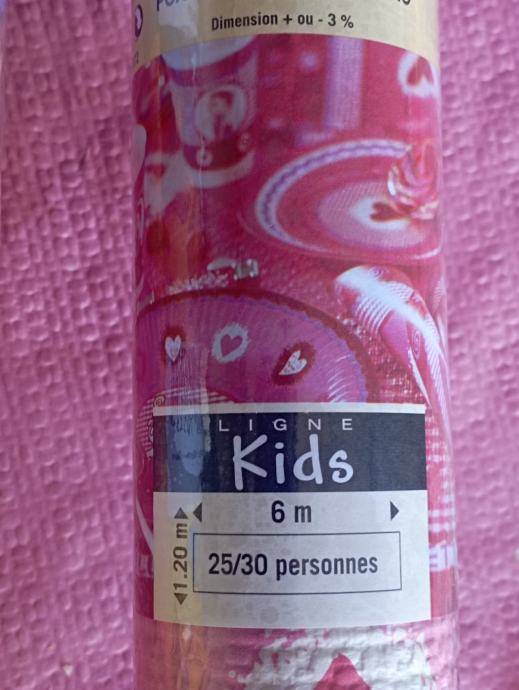 Dimension + ou - 3 %
LIGNE
Kids
6 m
1.20 m
25/30 personnes